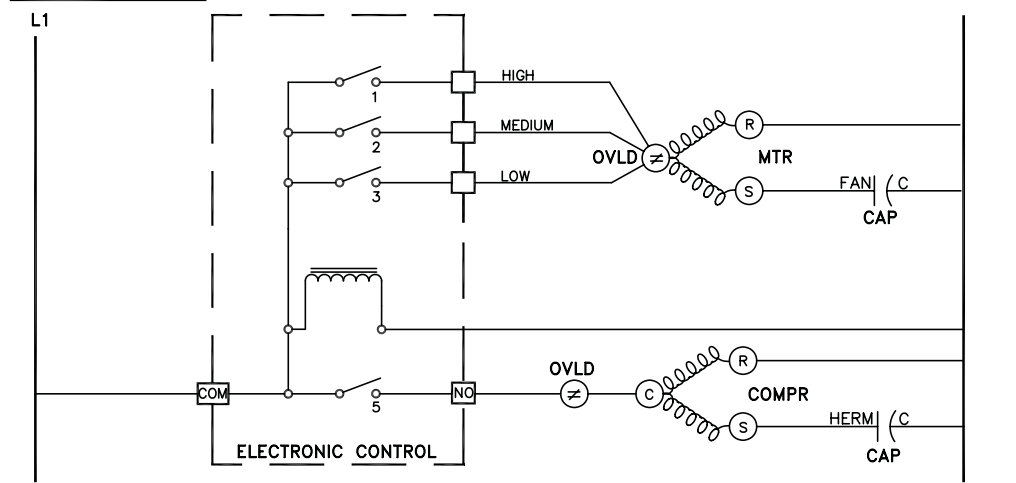 L1
HIGH
1
MEDIUM
2
OVLD
≠
R
MTR
LOW
3
S
FAN
C
CAP
OVLD
≠
R
COM
5
NO
C
COMPR
S
HERM
C
CAP
ELECTRONIC CONTROL